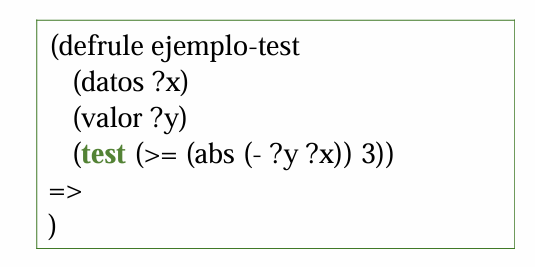 (defrule ejemplo-test
(datos ?x)
(valor ?y)
(test (>= (abs (- ?y ?x)) 3))
=>
)